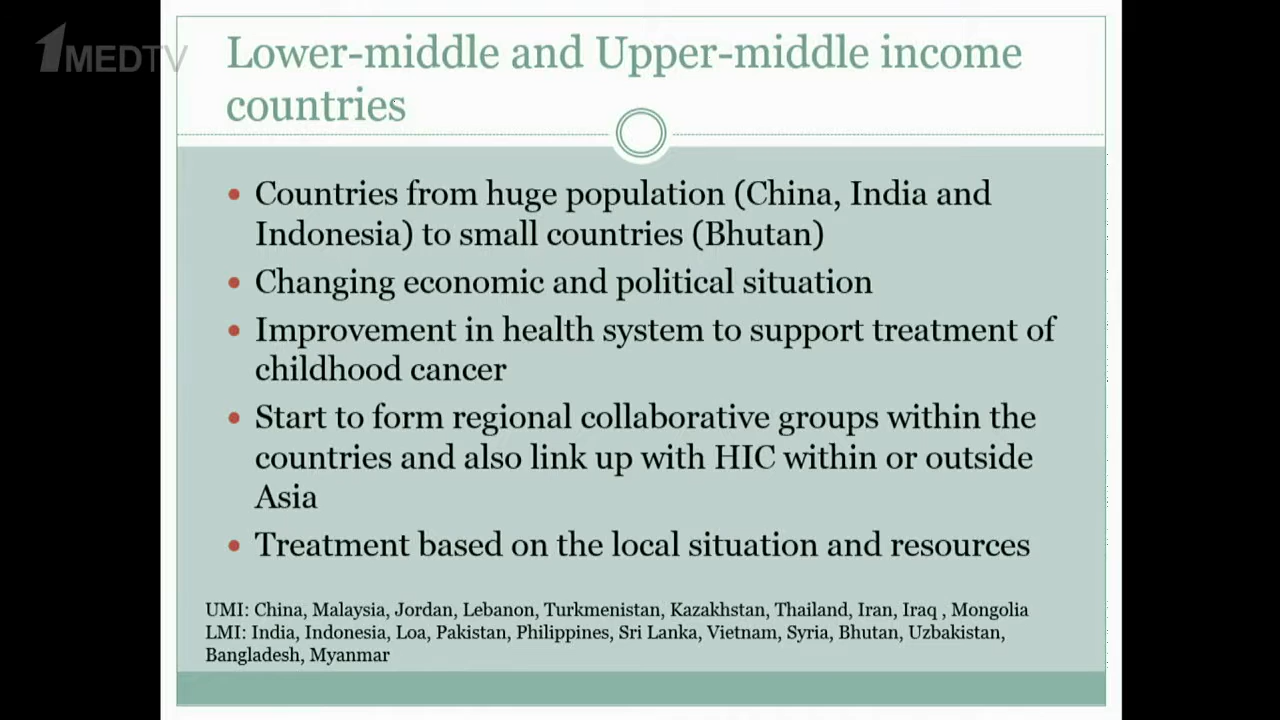 1MEDTV
Lower-middle and Upper-middle income
countries
• Countries from huge population (China, India and
Indonesia) to small countries (Bhutan)
• Changing economic and political situation
• Improvement in health system to support treatment of
childhood cancer
• Start to form regional collaborative groups within the
countries and also link up with HIC within or outside
Asia
• Treatment based on the local situation and resources
UMI: China, Malaysia, Jordan, Lebanon, Turkmenistan, Kazakhstan, Thailand, Iran, Iraq , Mongolia
LMI: India, Indonesia, Loa, Pakistan, Philippines, Sri Lanka, Vietnam, Syria, Bhutan, Uzbakistan,
Bangladesh, Myanmar